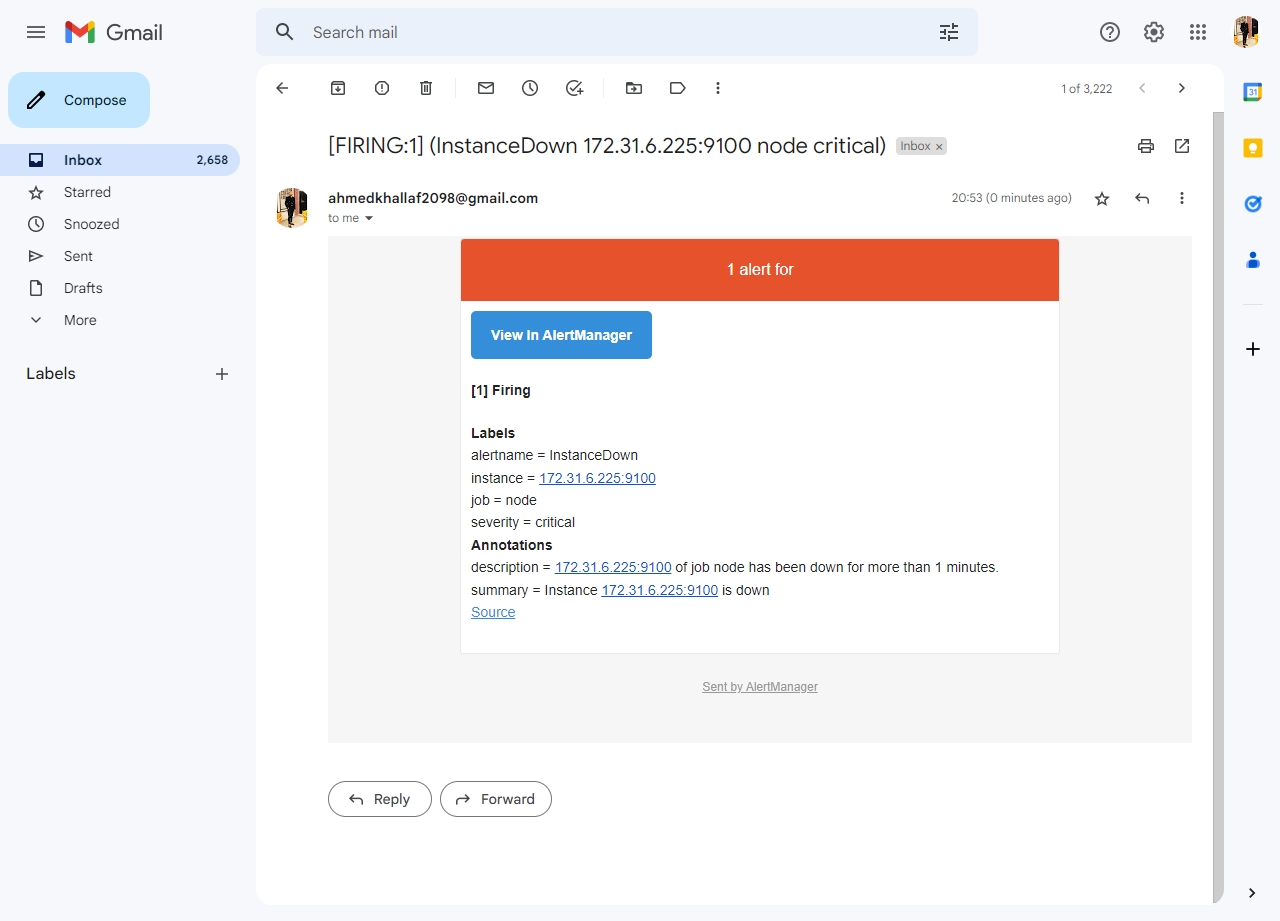 Gmail
Search mail
Compose
1 of 3,222
Inbox 2,658
Starred
Snoozed
Sent
Drafts
More
Labels
[FIRING:1] (InstanceDown 172.31.6.225:9100 node critical) Inbox ×
ahmedkhallaf2098@gmail.com 20:53 (0 minutes ago)
to me
1 alert for
View In AlertManager
[1] Firing
Labels
alertname = InstanceDown
instance = 172.31.6.225:9100
job = node
severity = critical
Annotations
description = 172.31.6.225:9100 of job node has been down for more than 1 minutes.
summary = Instance 172.31.6.225:9100 is down
Source
Sent by AlertManager
Reply Forward
31